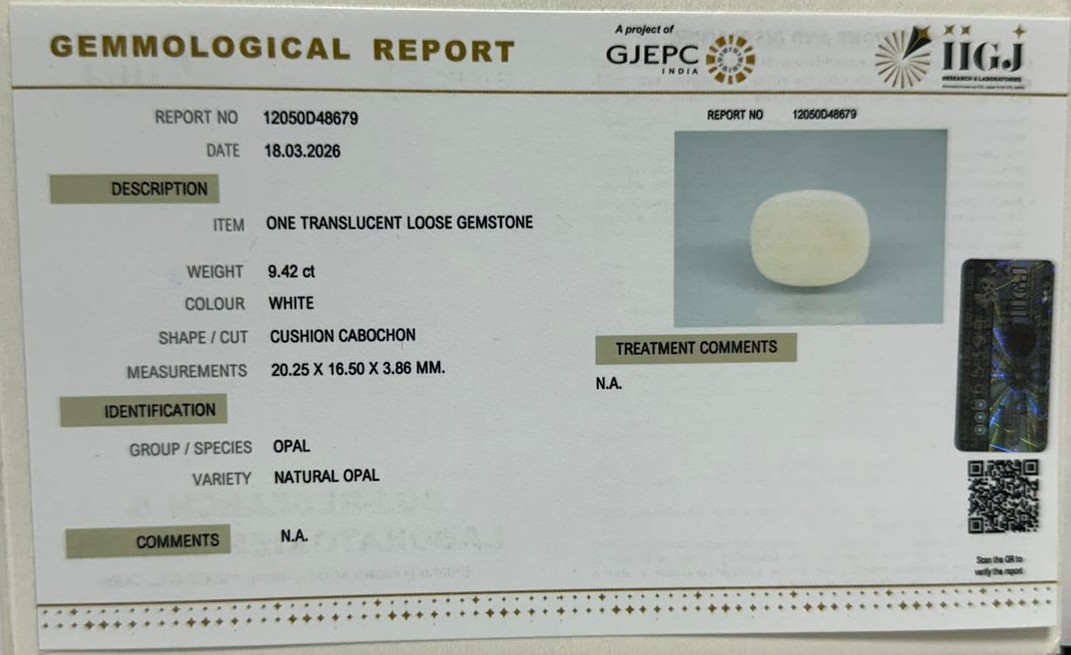 GEMMOLOGICAL REPORT
A project of
GJEPC
INDIA
IIGJ
RESEARCH & LABORATORIES
REPORT NO 12050D48679
DATE 18.03.2026
DESCRIPTION
ITEM ONE TRANSLUCENT LOOSE GEMSTONE
WEIGHT 9.42 ct
COLOUR WHITE
SHAPE / CUT CUSHION CABOCHON
MEASUREMENTS 20.25 X 16.50 X 3.86 MM.
IDENTIFICATION
GROUP / SPECIES OPAL
VARIETY NATURAL OPAL
COMMENTS N.A.
REPORT NO 12050D48679
TREATMENT COMMENTS
N.A.
Scan the QR to
verify the report